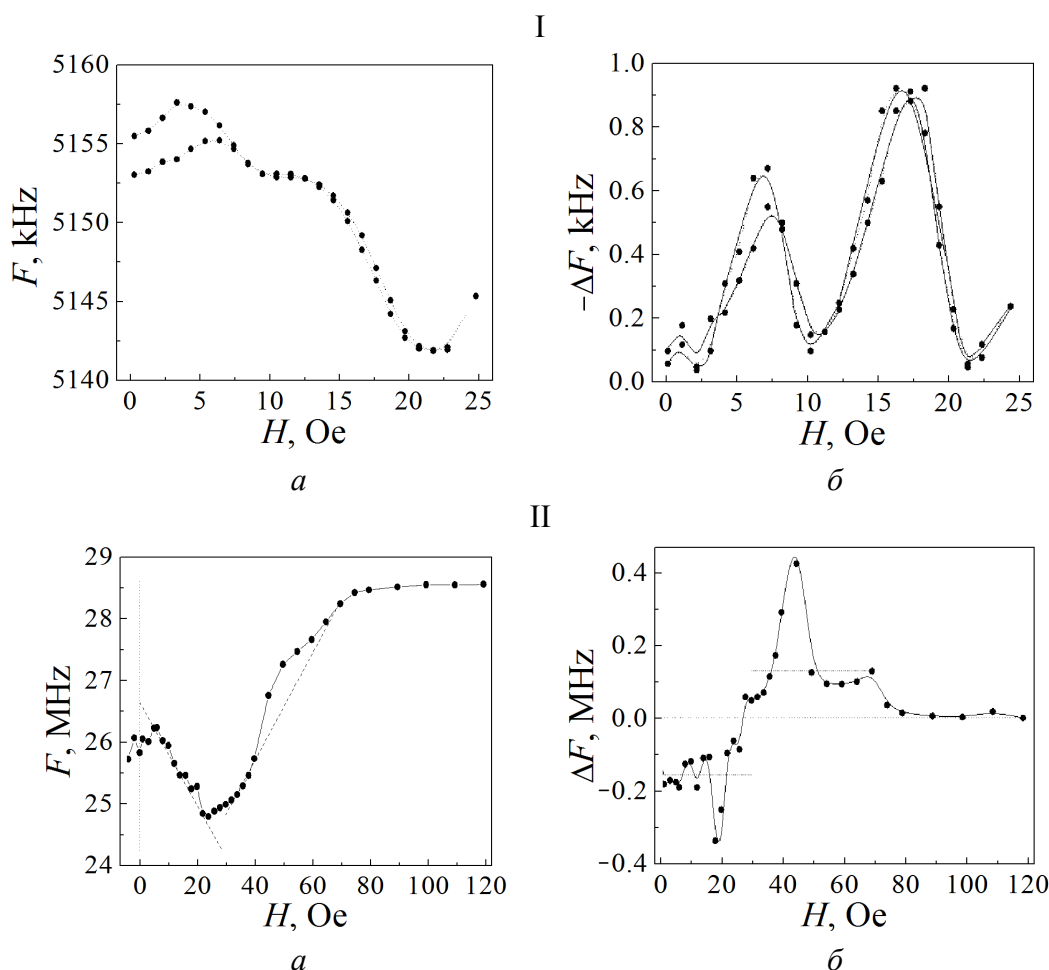 I
5160
5155
5150
5145
5140
F, kHz
0 5 10 15 20 25
H, Oe
а
1.0
0.8
0.6
0.4
0.2
0.0
−ΔF, kHz
0 5 10 15 20 25
H, Oe
б
II
29
28
27
26
25
24
F, MHz
0 20 40 60 80 100 120
H, Oe
а
0.4
0.2
0.0
−0.2
−0.4
ΔF, MHz
0 20 40 60 80 100 120
H, Oe
б